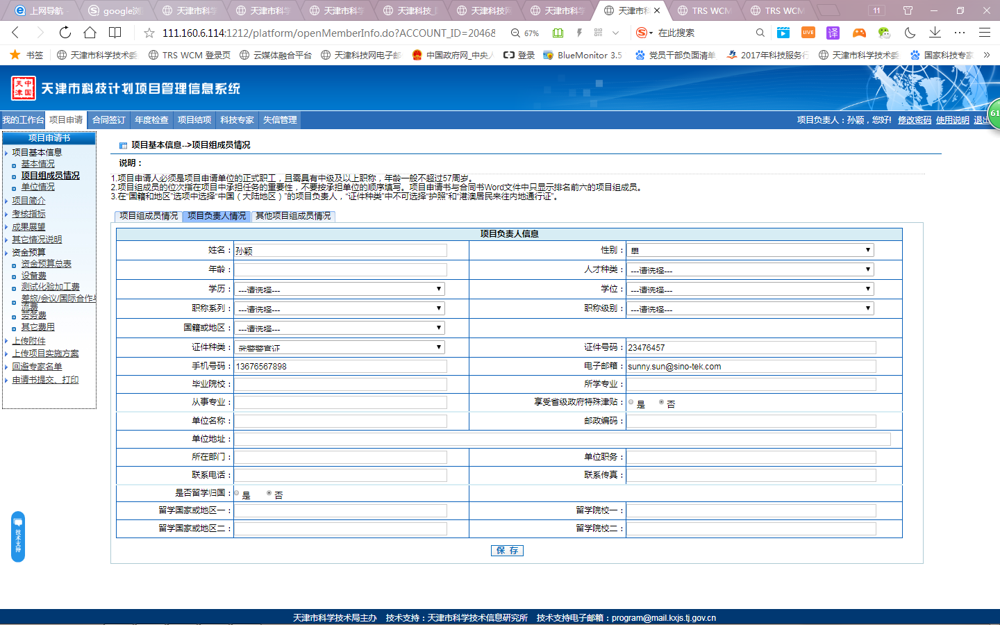 上网导航
google浏
天津市科学
天津市科学
天津市科学
天津科技_
天津科技网
天津市科学
天津市科
TRS WCM
TRS WCM
11
111.160.6.114:1212/platform/openMemberInfo.do?ACCOUNT_ID=20468
67%
LIVE
译
在此搜索
书签
天津市科学技术委
TRS WCM 登录页
云媒体融合平台
天津科技网电子邮
中国政府网_中央人
登录
BlueMonitor 3.5
党员干部负面清单
2017年科技服务行
天津市科学技术委
国家科技专家
中国天津
天津市科技计划项目管理信息系统
61
我的工作台
项目申请
合同签订
年度检查
项目结项
科技专家
失信管理
项目负责人：孙颖，您好！
修改密码
使用说明
退出
项目申请书
项目基本信息
基本情况
项目组成员情况
单位情况
项目简介
考核指标
成果展望
其它情况说明
资金预算
资金预算总表
设备费
测试化验加工费
差旅/会议/国际合作与
流费
劳务费
其它费用
上传附件
上传项目实施方案
回避专家名单
申请书提交、打印
技术支持
项目基本信息-->项目组成员情况
说明：
1.项目申请人必须是项目申请单位的正式职工，且需具有中级及以上职称，年龄一般不超过57周岁。
2.项目组成员的位次指在项目中承担任务的重要性，不要按承担单位的顺序填写。项目申请书与合同书Word文件中只显示排名前六的项目组成员。
3.在“国籍和地区”选项中选择“中国（大陆地区）”的项目负责人，“证件种类”中不可选择“护照”和“港澳居民来往内地通行证”。
项目组成员情况
项目负责人情况
其他项目组成员情况
项目负责人信息
姓名：孙颖
性别：男
年龄：
人才种类：---请选择---
学历：---请选择---
学位：---请选择---
职称系列：---请选择---
职称级别：---请选择---
国籍或地区：---请选择---
证件种类：武警警官证
证件号码：23476457
手机号码：13676567898
电子邮箱：sunny.sun@sino-tek.com
毕业院校：
所学专业：
从事专业：
享受省级政府特殊津贴：是 否
单位名称：
邮政编码：
单位地址：
所在部门：
单位职务：
联系电话：
联系传真：
是否留学归国：是 否
留学国家或地区一：
留学院校一：
留学国家或地区二：
留学院校二：
保 存
天津市科学技术局主办 技术支持：天津市科学技术信息研究所 技术支持电子邮箱：program@mail.kxjs.tj.gov.cn